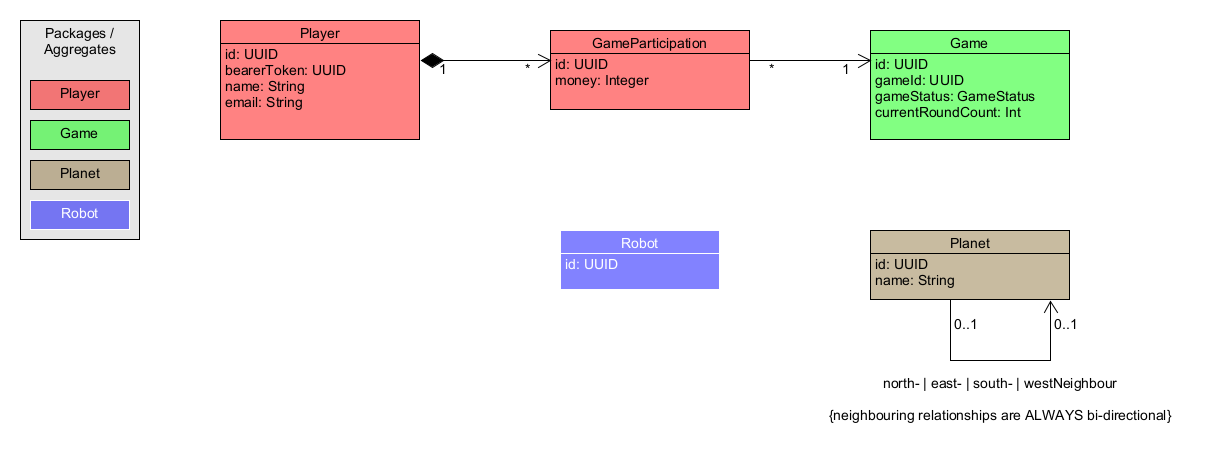 Packages /
Aggregates
Player
Game
Planet
Robot
Player
id: UUID
bearerToken: UUID
name: String
email: String
1
*
GameParticipation
id: UUID
money: Integer
*
1
Game
id: UUID
gameId: UUID
gameStatus: GameStatus
currentRoundCount: Int
Robot
id: UUID
Planet
id: UUID
name: String
0..1
0..1
north- | east- | south- | westNeighbour
{neighbouring relationships are ALWAYS bi-directional}